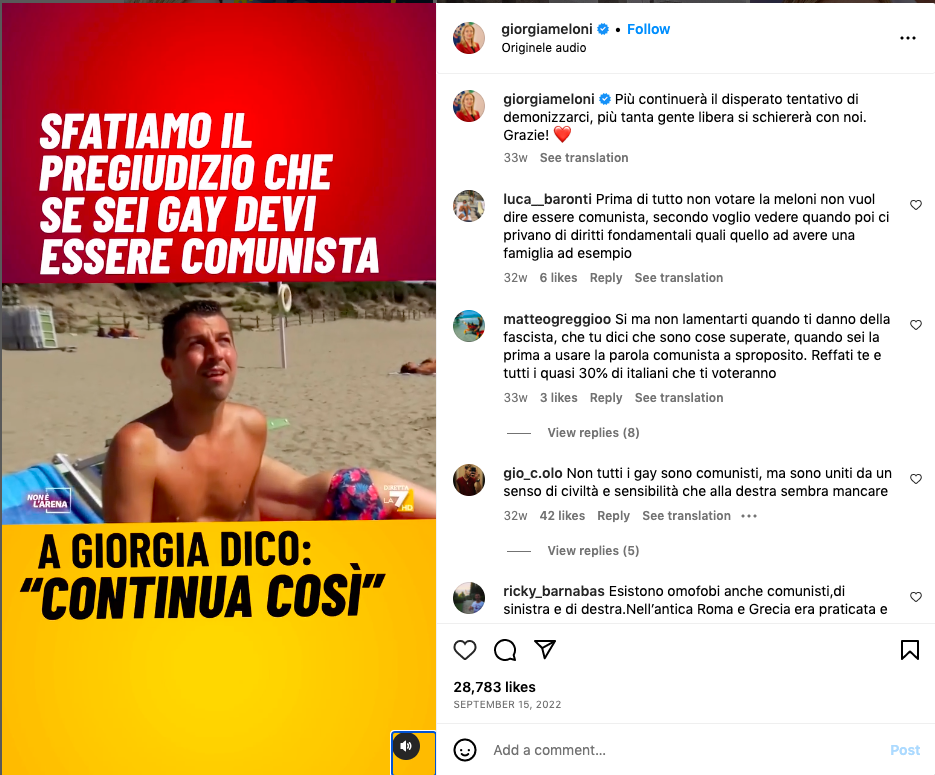 SFATIAMO IL
PREGIUDIZIO CHE
SE SEI GAY DEVI
ESSERE COMUNISTA
NON È
L'ARENA
DIRETTA
LA7
HD
A GIORGIA DICO:
“CONTINUA COSÌ”
giorgiameloni • Follow
Originele audio
giorgiameloni Più continuerà il disperato tentativo di
demonizzarci, più tanta gente libera si schiererà con noi.
Grazie! ❤️
33w See translation
luca__baronti Prima di tutto non votare la meloni non vuol
dire essere comunista, secondo voglio vedere quando poi ci
privano di diritti fondamentali quali quello ad avere una
famiglia ad esempio
32w 6 likes Reply See translation
matteogreggioo Si ma non lamentarti quando ti danno della
fascista, che tu dici che sono cose superate, quando sei la
prima a usare la parola comunista a sproposito. Reffati te e
tutti i quasi 30% di italiani che ti voteranno
33w 3 likes Reply See translation
View replies (8)
gio_c.olo Non tutti i gay sono comunisti, ma sono uniti da un
senso di civiltà e sensibilità che alla destra sembra mancare
32w 42 likes Reply See translation •••
View replies (5)
ricky_barnabas Esistono omofobi anche comunisti,di
sinistra e di destra.Nell’antica Roma e Grecia era praticata e
28,783 likes
SEPTEMBER 15, 2022
Add a comment...
Post